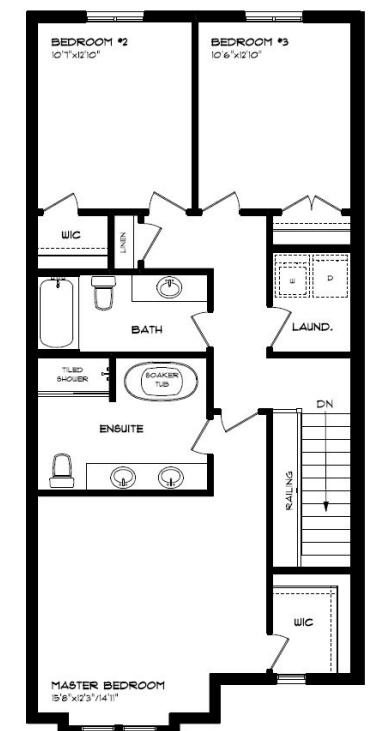 BEDROOM #2
10'7"x12'10"
BEDROOM #3
10'6"x12'10"
WIC
LINEN
D
BATH
LAUND.
TILED
SHOWER
SOAKER
TUB
DN
ENSUITE
RAILING
WIC
MASTER BEDROOM
15'8"x12'3"/14'11"